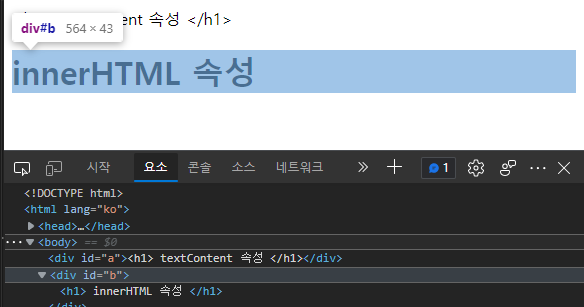 textContent 속성 </h1>
div#b 564 × 43
innerHTML 속성
시작 요소 콘솔 소스 네트워크 1
<!DOCTYPE html>
<html lang="ko">
<head>…</head>
<body> == $0
<div id="a"><h1> textContent 속성 </h1></div>
<div id="b">
<h1> innerHTML 속성 </h1>
</div>